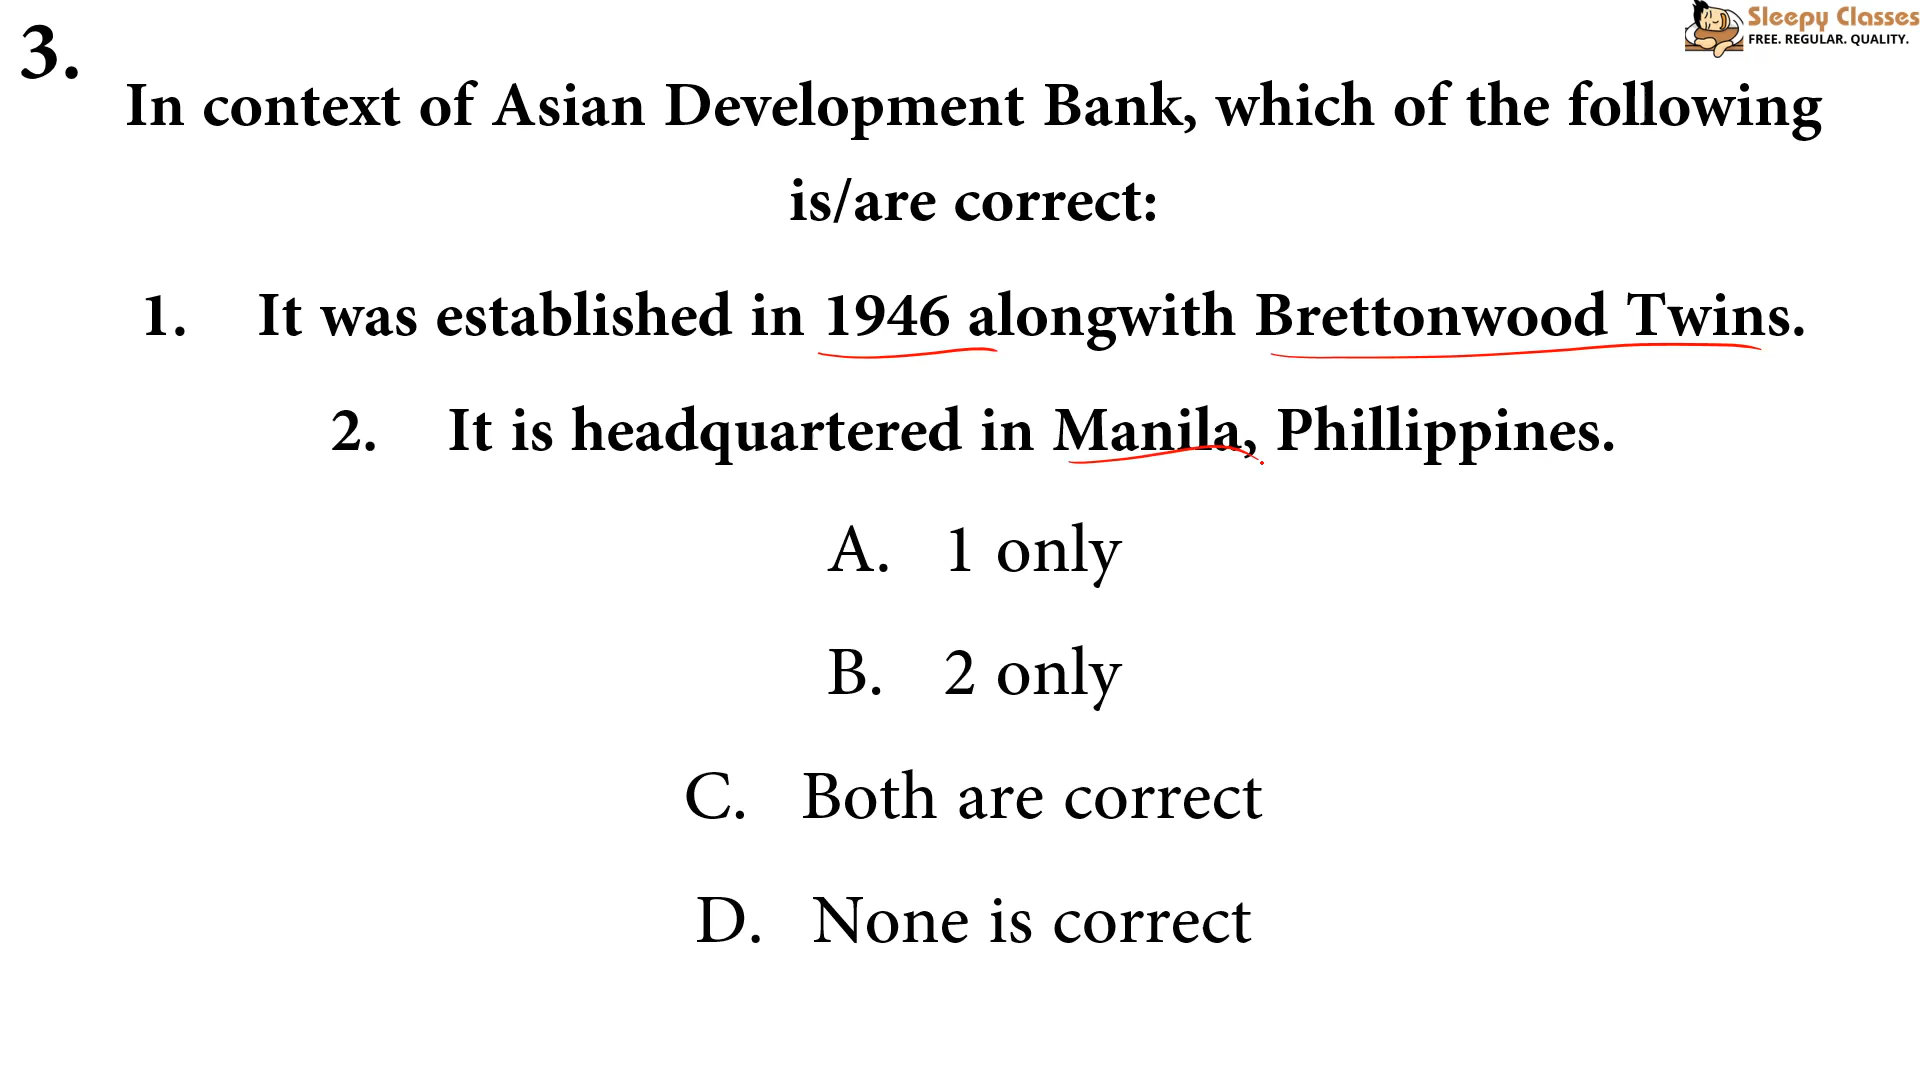 3.
Sleepy Classes
FREE. REGULAR. QUALITY.
In context of Asian Development Bank, which of the following
is/are correct:
1. It was established in 1946 alongwith Brettonwood Twins.
2. It is headquartered in Manila, Phillippines.
A. 1 only
B. 2 only
C. Both are correct
D. None is correct